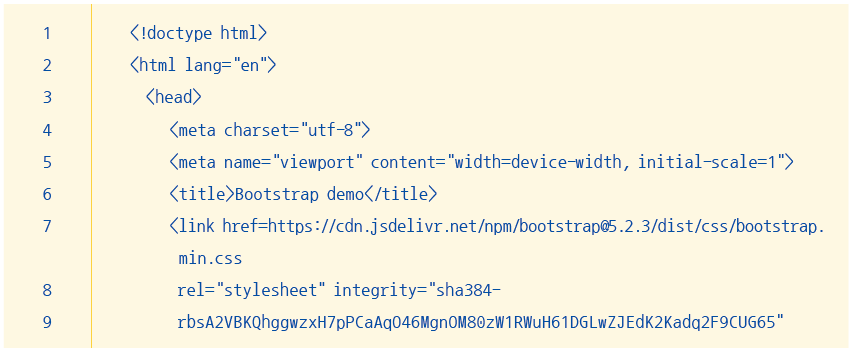 1 <!doctype html>
2 <html lang="en">
3 <head>
4 <meta charset="utf-8">
5 <meta name="viewport" content="width=device-width, initial-scale=1">
6 <title>Bootstrap demo</title>
7 <link href=https://cdn.jsdelivr.net/npm/bootstrap@5.2.3/dist/css/bootstrap.
min.css
8 rel="stylesheet" integrity="sha384-
9 rbsA2VBKQhggwzxH7pPCaAqO46MgnOM80zW1RWuH61DGLwZJEdK2Kadq2F9CUG65"